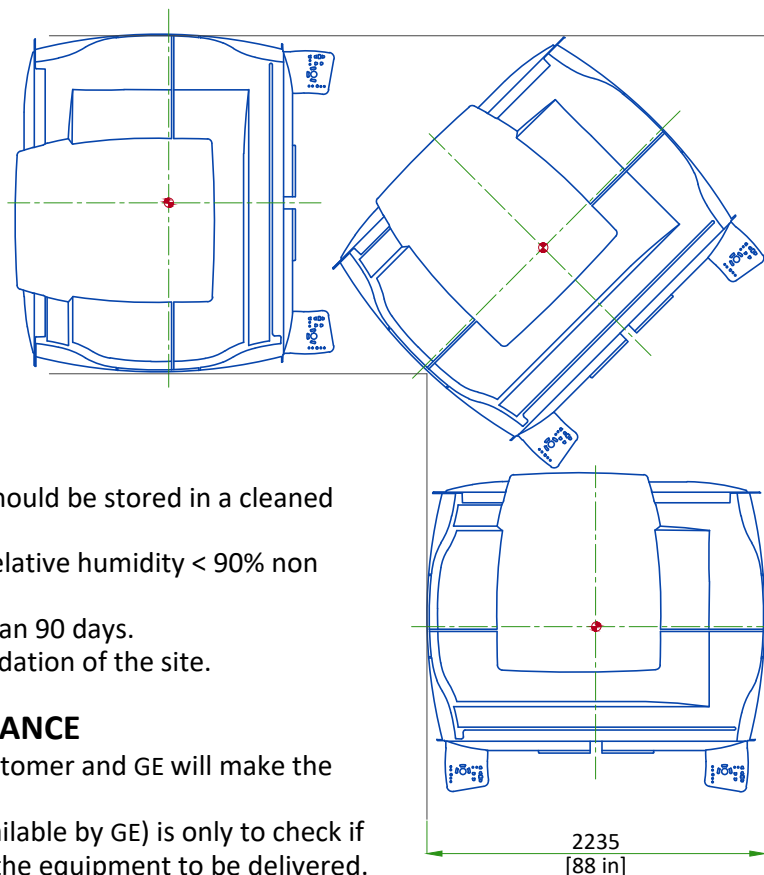 hould be stored in a cleaned
elative humidity < 90% non
an 90 days.
dation of the site.
ANCE
tomer and GE will make the
ilable by GE) is only to check if
the equipment to be delivered.
2235
[88 in]